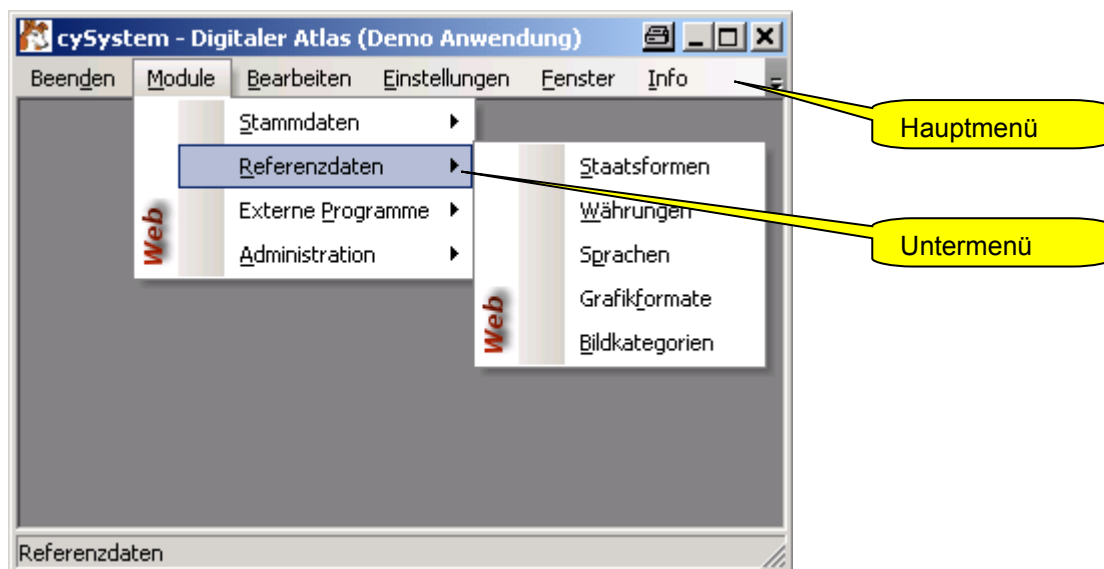 cySystem - Digitaler Atlas (Demo Anwendung)
Beenden Module Bearbeiten Einstellungen Fenster Info
Hauptmenü
Stammdaten
Referenzdaten
Externe Programme
Administration
Web
Staatsformen
Währungen
Sprachen
Grafikformate
Bildkategorien
Web
Untermenü
Referenzdaten